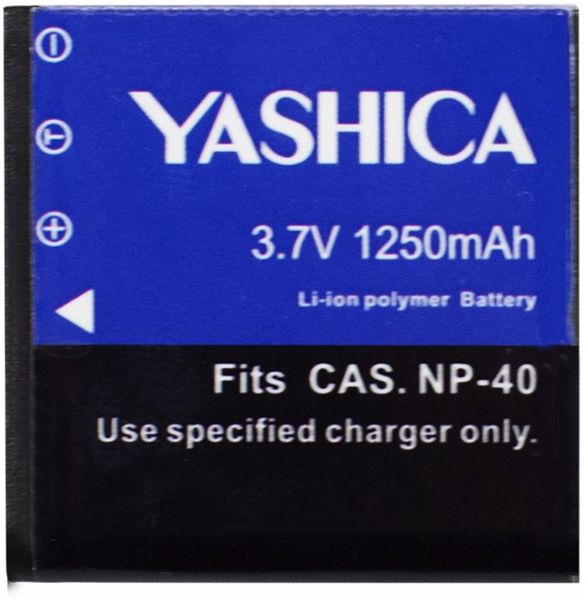 YASHICA
3.7V 1250mAh
Li-ion polymer Battery
Fits CAS. NP-40
Use specified charger only.
T